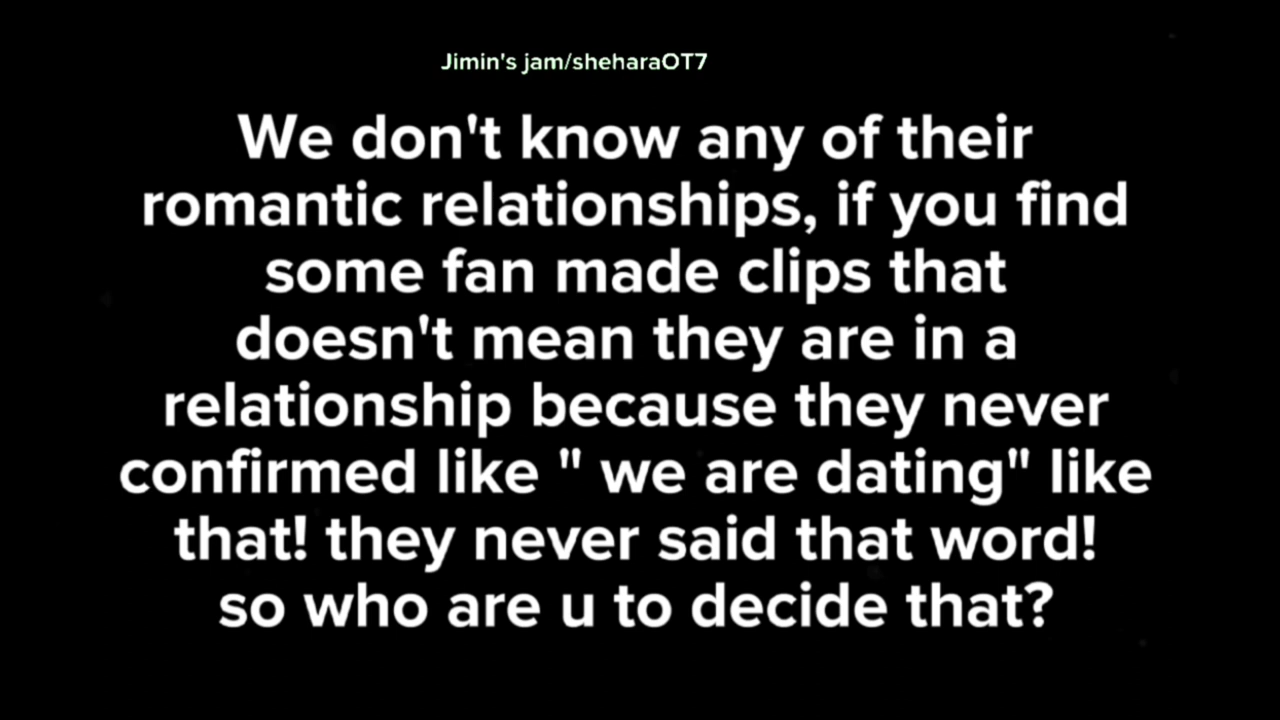 Jimin's jam/sheharaOT7
We don't know any of their
romantic relationships, if you find
some fan made clips that
doesn't mean they are in a
relationship because they never
confirmed like " we are dating" like
that! they never said that word!
so who are u to decide that?